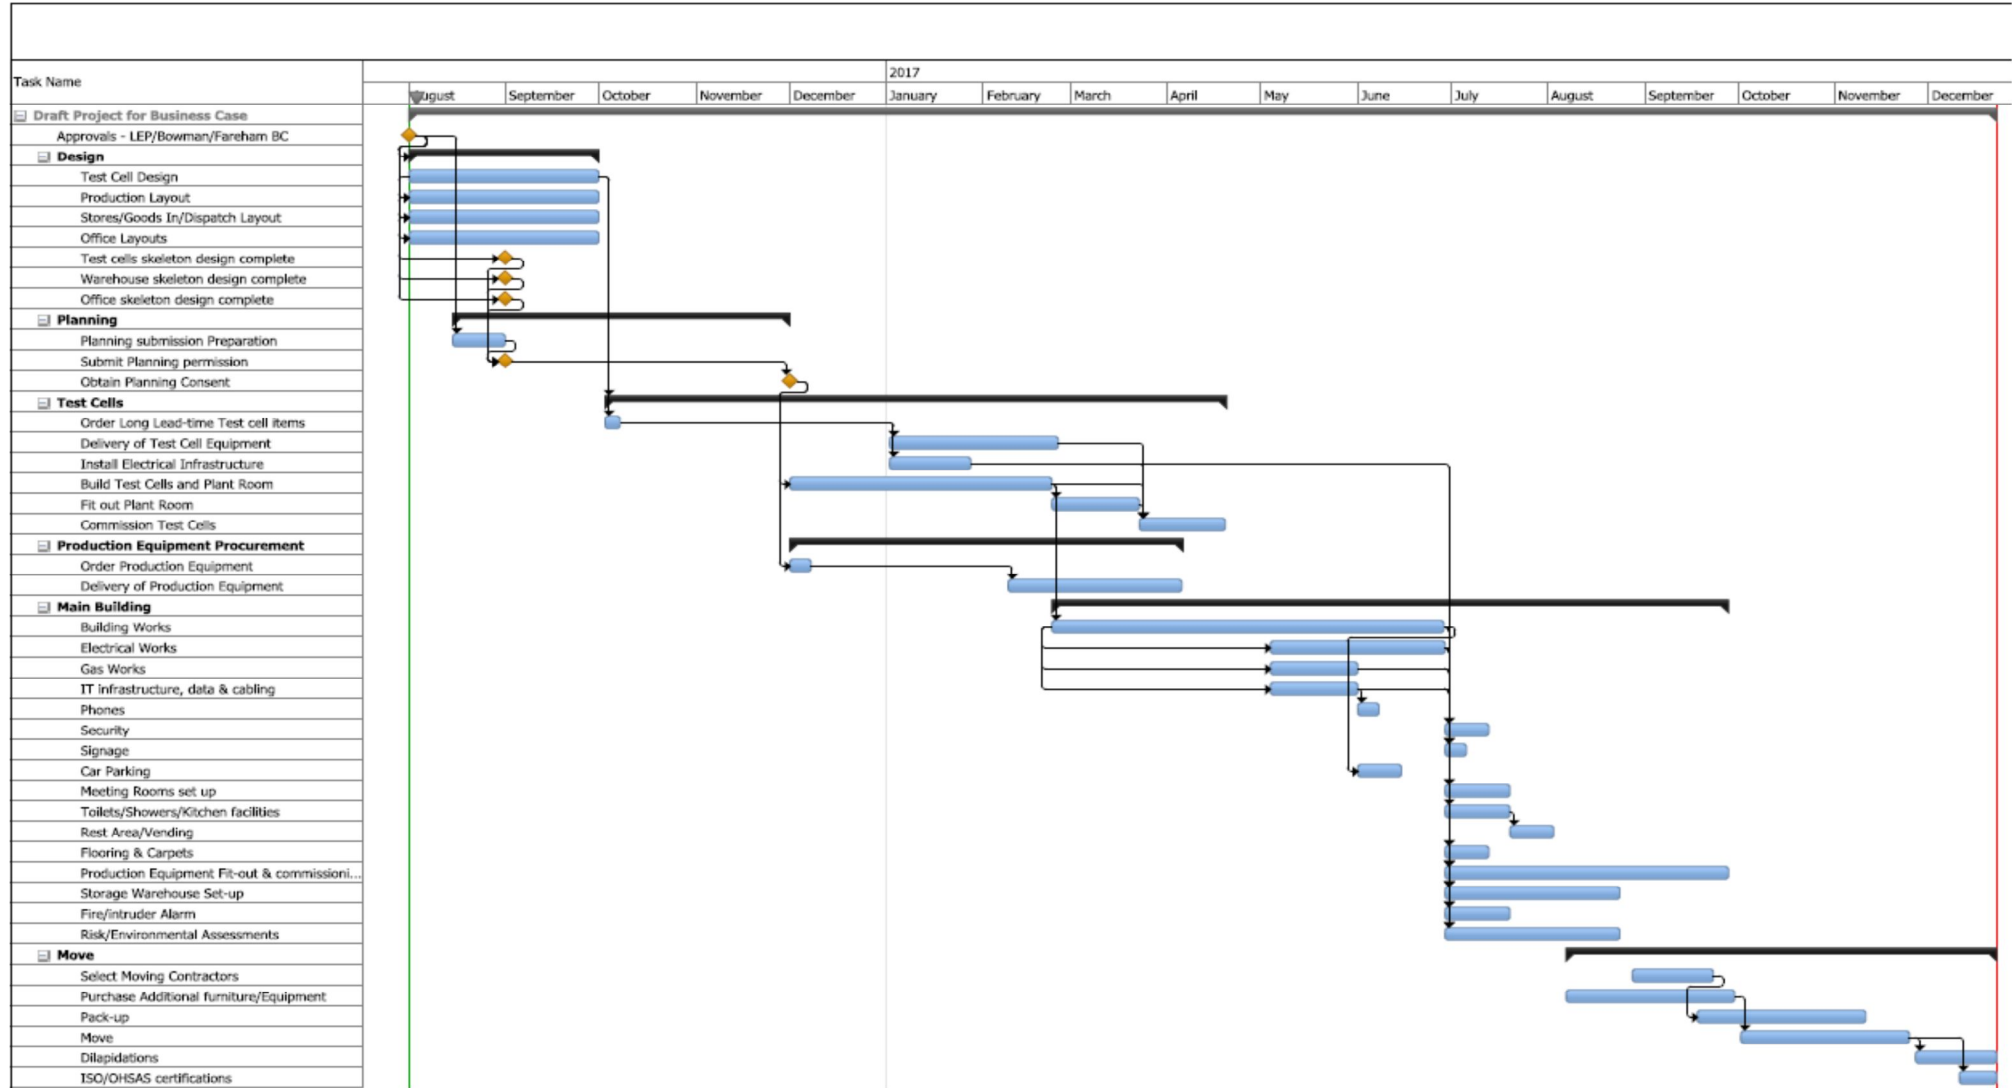 2017
Task Name
August September October November December January February March April May June July August September October November December
Draft Project for Business Case
Approvals - LEP/Bowman/Fareham BC
Design
Test Cell Design
Production Layout
Stores/Goods In/Dispatch Layout
Office Layouts
Test cells skeleton design complete
Warehouse skeleton design complete
Office skeleton design complete
Planning
Planning submission Preparation
Submit Planning permission
Obtain Planning Consent
Test Cells
Order Long Lead-time Test cell items
Delivery of Test Cell Equipment
Install Electrical Infrastructure
Build Test Cells and Plant Room
Fit out Plant Room
Commission Test Cells
Production Equipment Procurement
Order Production Equipment
Delivery of Production Equipment
Main Building
Building Works
Electrical Works
Gas Works
IT infrastructure, data & cabling
Phones
Security
Signage
Car Parking
Meeting Rooms set up
Toilets/Showers/Kitchen facilities
Rest Area/Vending
Flooring & Carpets
Production Equipment Fit-out & commissioni...
Storage Warehouse Set-up
Fire/intruder Alarm
Risk/Environmental Assessments
Move
Select Moving Contractors
Purchase Additional furniture/Equipment
Pack-up
Move
Dilapidations
ISO/OHSAS certifications